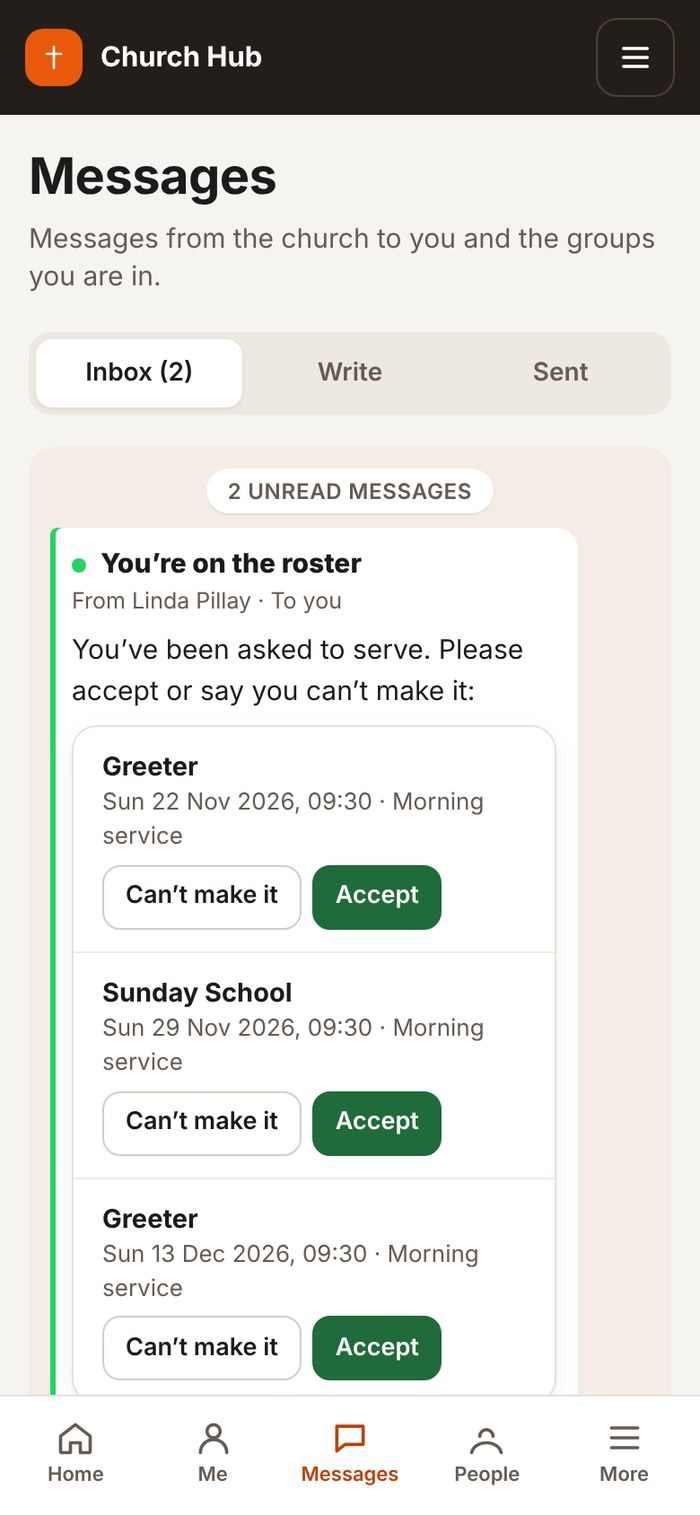 Church Hub
Messages
Messages from the church to you and the groups
you are in.
Inbox (2)
Write
Sent
2 UNREAD MESSAGES
You’re on the roster
From Linda Pillay · To you
You’ve been asked to serve. Please
accept or say you can’t make it:
Greeter
Sun 22 Nov 2026, 09:30 · Morning
service
Can’t make it
Accept
Sunday School
Sun 29 Nov 2026, 09:30 · Morning
service
Can’t make it
Accept
Greeter
Sun 13 Dec 2026, 09:30 · Morning
service
Can’t make it
Accept
Home
Me
Messages
People
More